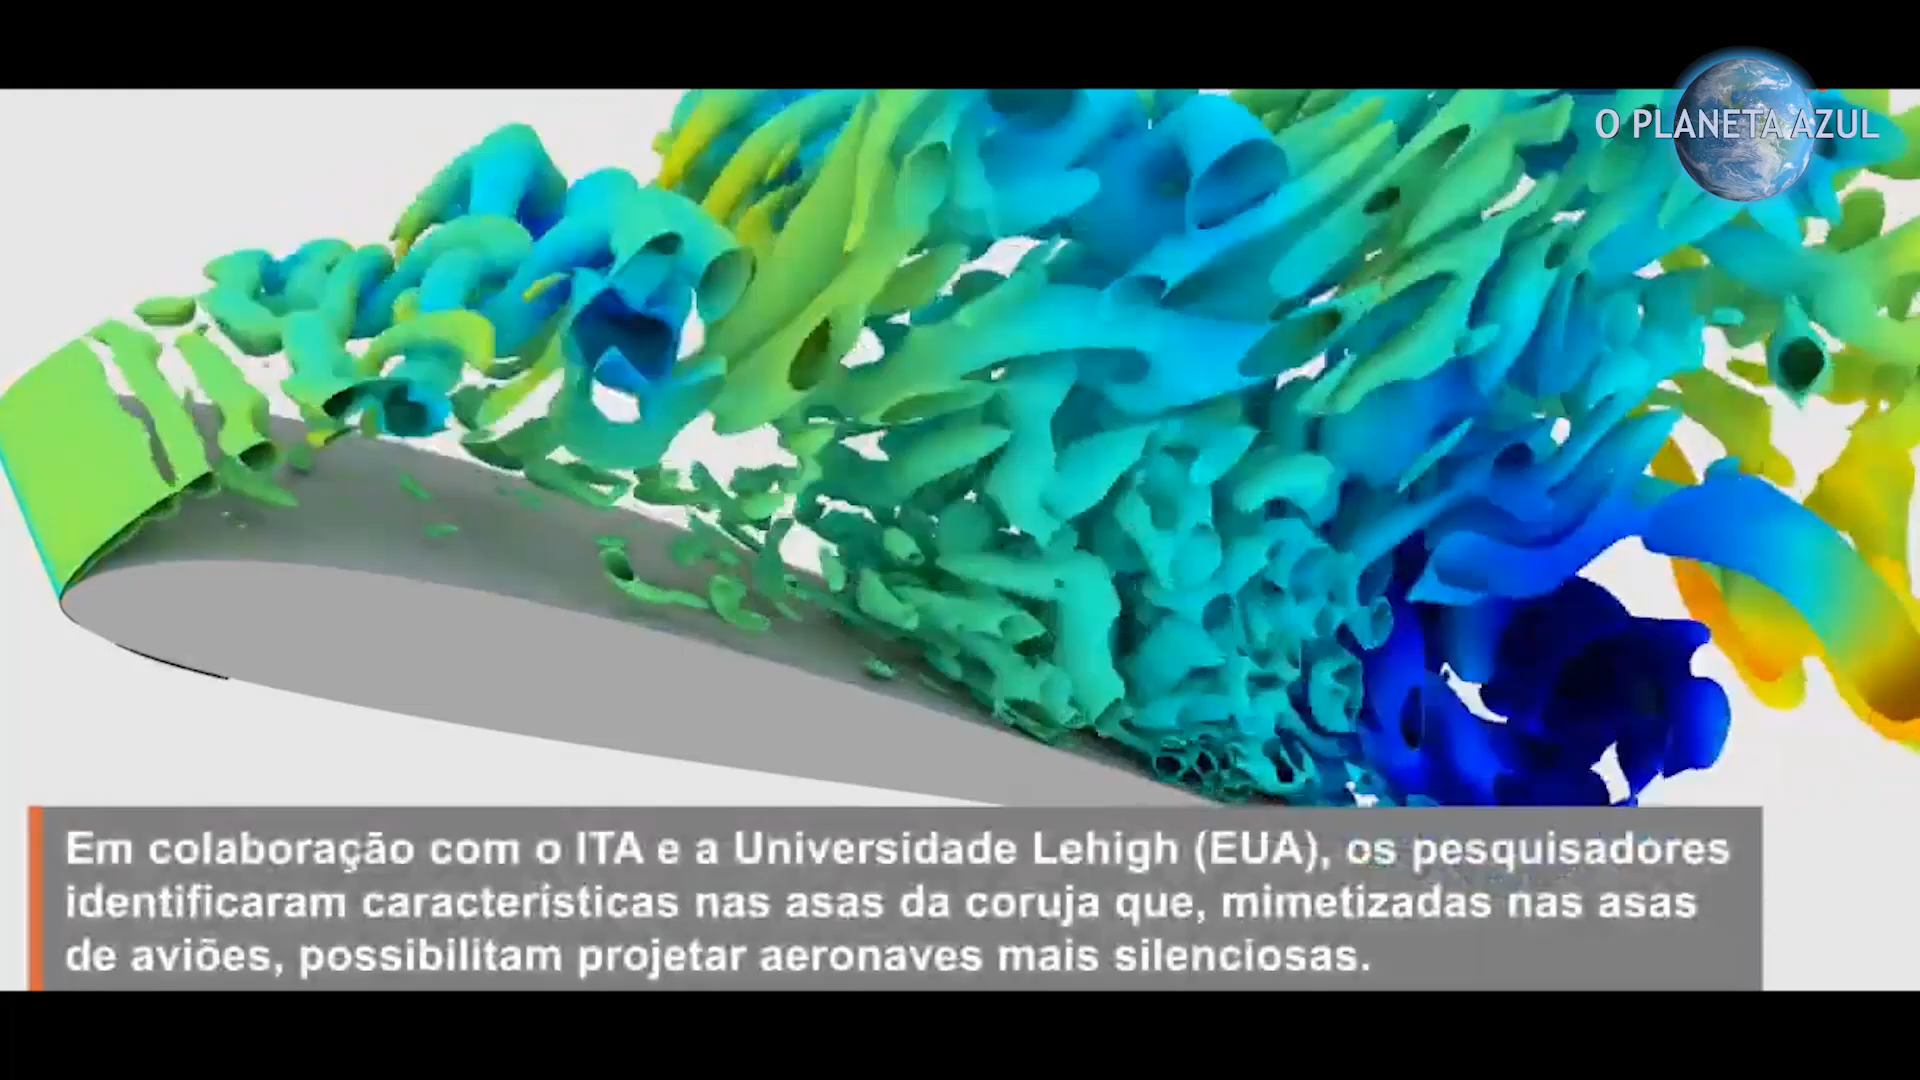 O PLANETA AZUL
Em colaboração com o ITA e a Universidade Lehigh (EUA), os pesquisadores
identificaram características nas asas da coruja que, mimetizadas nas asas
de aviões, possibilitam projetar aeronaves mais silenciosas.